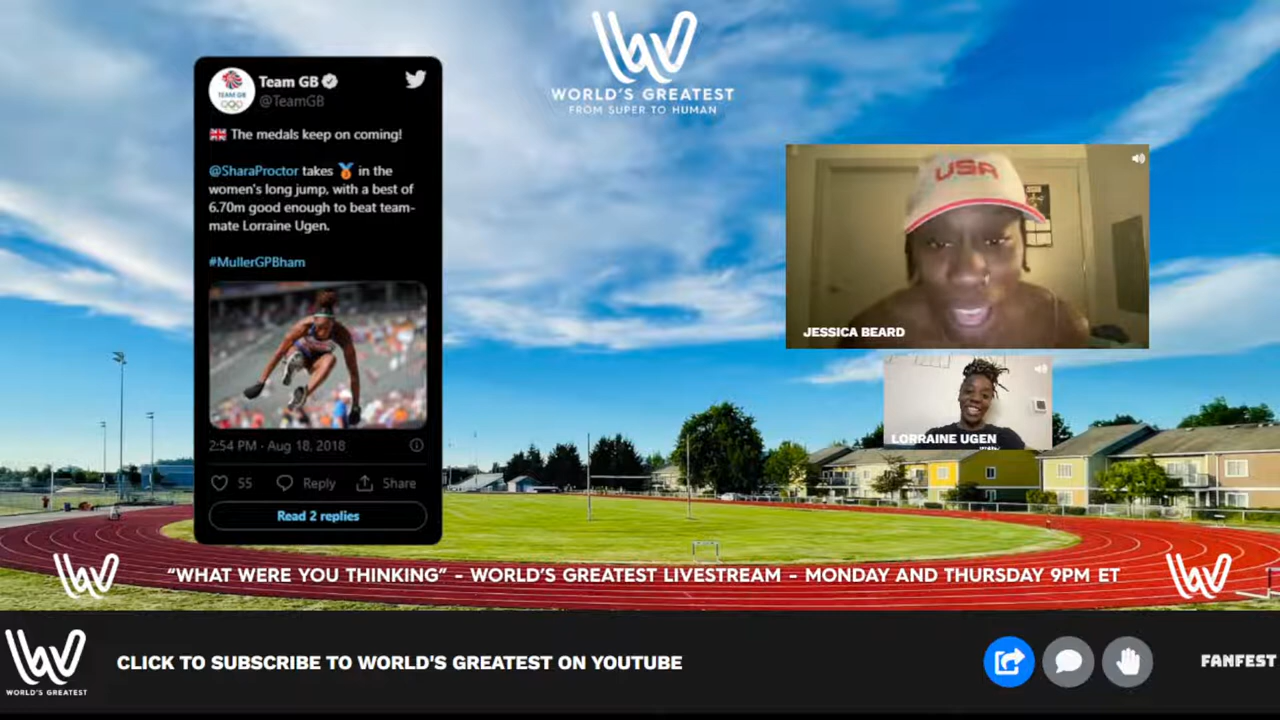 WORLD'S GREATEST
FROM SUPER TO HUMAN
Team GB
@TeamGB
TEAM GB
🇬🇧 The medals keep on coming!
@SharaProctor takes 🥉 in the
women's long jump, with a best of
6.70m good enough to beat team-
mate Lorraine Ugen.
#MullerGPBham
2:54 PM · Aug 18, 2018
55 Reply Share
Read 2 replies
USA
JESSICA BEARD
LORRAINE UGEN
"WHAT WERE YOU THINKING" - WORLD'S GREATEST LIVESTREAM - MONDAY AND THURSDAY 9PM ET
WORLD'S GREATEST
CLICK TO SUBSCRIBE TO WORLD'S GREATEST ON YOUTUBE
FANFEST